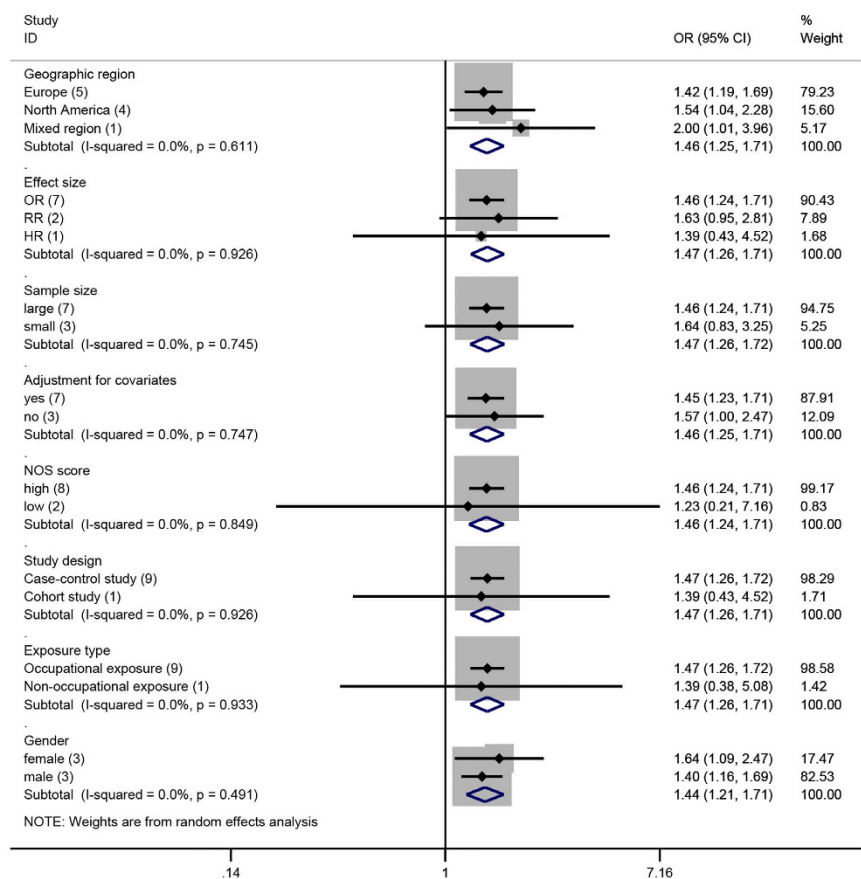 Study %
ID OR (95% CI) Weight
Geographic region
Europe (5) 1.42 (1.19, 1.69) 79.23
North America (4) 1.54 (1.04, 2.28) 15.60
Mixed region (1) 2.00 (1.01, 3.96) 5.17
Subtotal (I-squared = 0.0%, p = 0.611) 1.46 (1.25, 1.71) 100.00
.
Effect size
OR (7) 1.46 (1.24, 1.71) 90.43
RR (2) 1.63 (0.95, 2.81) 7.89
HR (1) 1.39 (0.43, 4.52) 1.68
Subtotal (I-squared = 0.0%, p = 0.926) 1.47 (1.26, 1.71) 100.00
.
Sample size
large (7) 1.46 (1.24, 1.71) 94.75
small (3) 1.64 (0.83, 3.25) 5.25
Subtotal (I-squared = 0.0%, p = 0.745) 1.47 (1.26, 1.72) 100.00
.
Adjustment for covariates
yes (7) 1.45 (1.23, 1.71) 87.91
no (3) 1.57 (1.00, 2.47) 12.09
Subtotal (I-squared = 0.0%, p = 0.747) 1.46 (1.25, 1.71) 100.00
.
NOS score
high (8) 1.46 (1.24, 1.71) 99.17
low (2) 1.23 (0.21, 7.16) 0.83
Subtotal (I-squared = 0.0%, p = 0.849) 1.46 (1.24, 1.71) 100.00
.
Study design
Case-control study (9) 1.47 (1.26, 1.72) 98.29
Cohort study (1) 1.39 (0.43, 4.52) 1.71
Subtotal (I-squared = 0.0%, p = 0.926) 1.47 (1.26, 1.71) 100.00
.
Exposure type
Occupational exposure (9) 1.47 (1.26, 1.72) 98.58
Non-occupational exposure (1) 1.39 (0.38, 5.08) 1.42
Subtotal (I-squared = 0.0%, p = 0.933) 1.47 (1.26, 1.71) 100.00
.
Gender
female (3) 1.64 (1.09, 2.47) 17.47
male (3) 1.40 (1.16, 1.69) 82.53
Subtotal (I-squared = 0.0%, p = 0.491) 1.44 (1.21, 1.71) 100.00
NOTE: Weights are from random effects analysis
.14 1 7.16